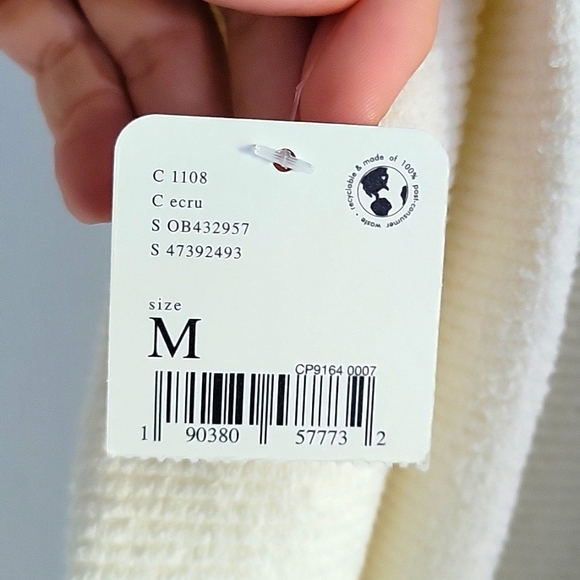 C 1108
C ecru
S OB432957
S 47392493
recyclable & made of 100% post-consumer waste •
size
M
CP9164 0007
1 90380 57773 2